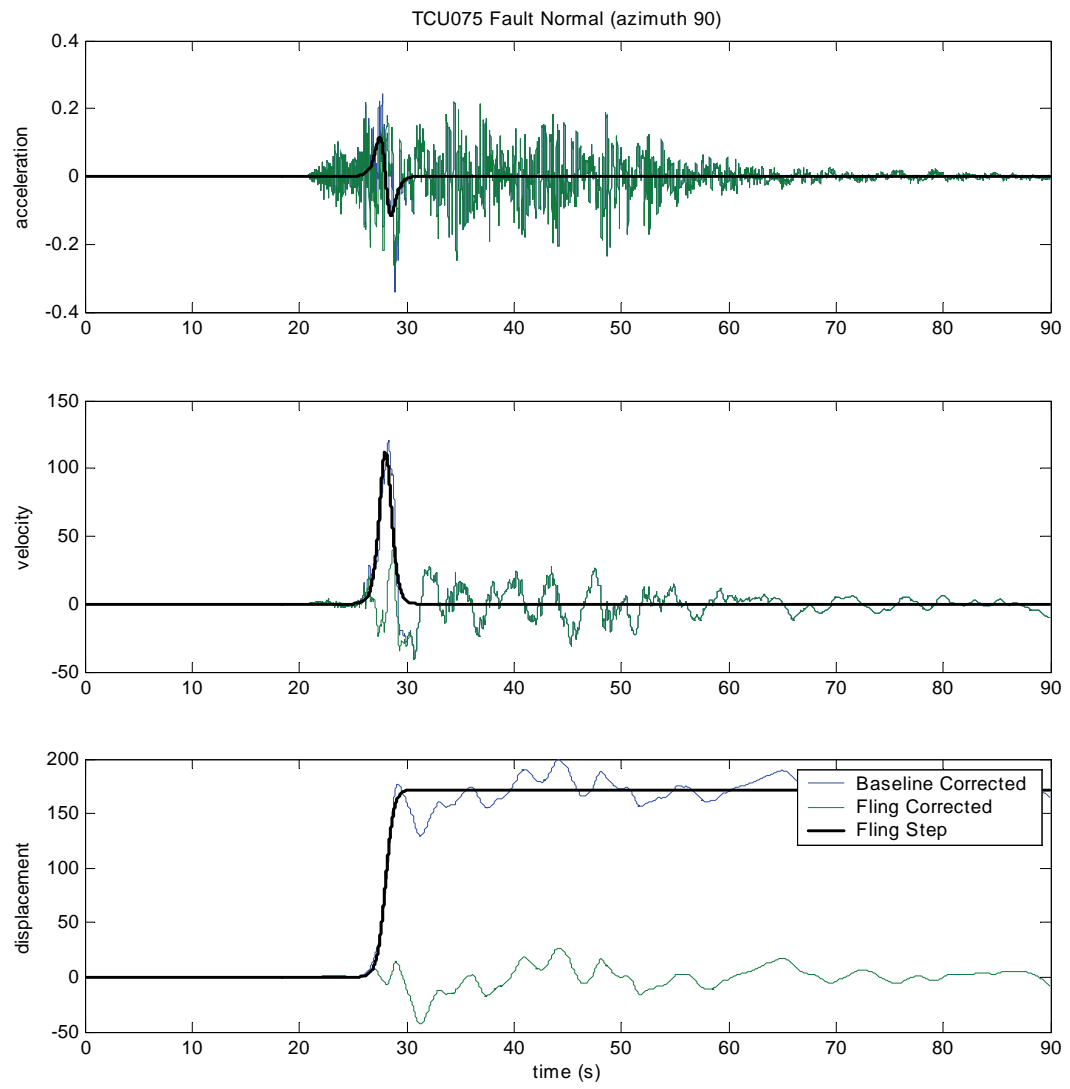 TCU075 Fault Normal (azimuth 90)
0.4
0.2
0
-0.2
-0.4
acceleration
0 10 20 30 40 50 60 70 80 90
150
100
50
0
-50
velocity
0 10 20 30 40 50 60 70 80 90
200
150
100
50
0
-50
displacement
Baseline Corrected
Fling Corrected
Fling Step
0 10 20 30 40 50 60 70 80 90
time (s)